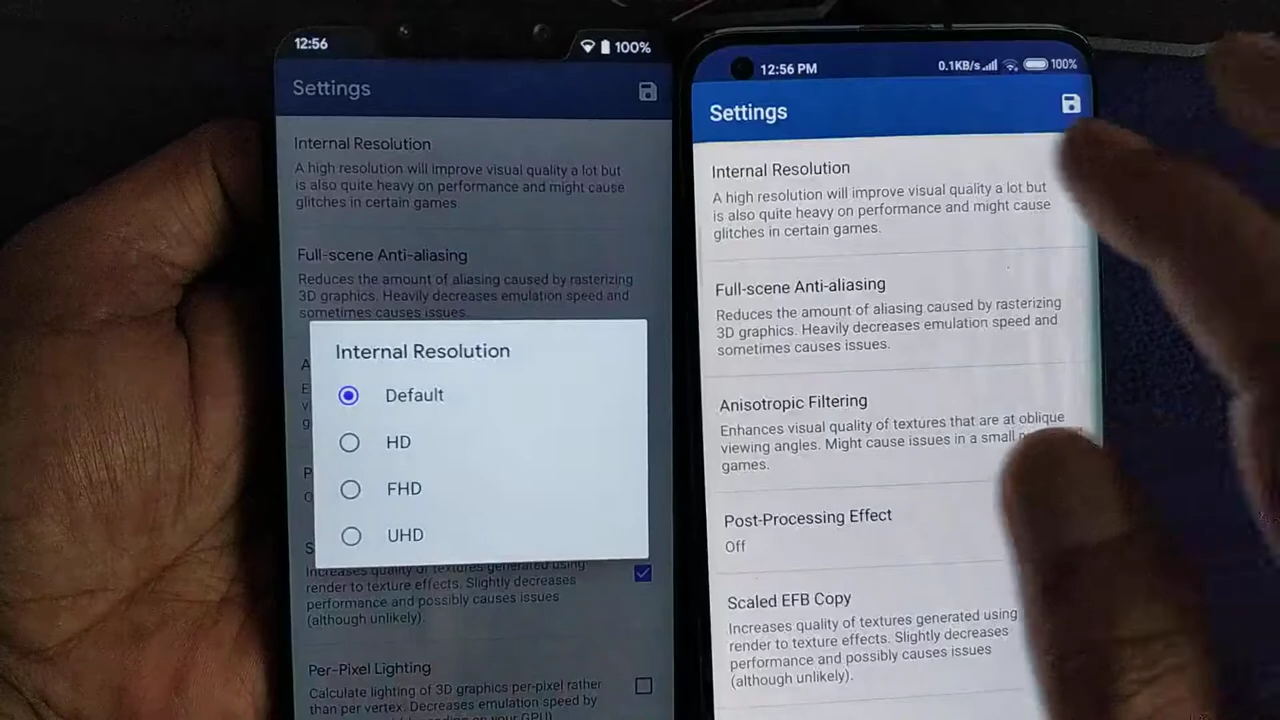 12:56
100%
Settings
Internal Resolution
A high resolution will improve visual quality a lot but
is also quite heavy on performance and might cause
glitches in certain games.
Full-scene Anti-aliasing
Reduces the amount of aliasing caused by rasterizing
3D graphics. Heavily decreases emulation speed and
sometimes causes issues.
Internal Resolution
Default
HD
FHD
UHD
Increases quality of textures generated using
render to texture effects. Slightly decreases
performance and possibly causes issues
(although unlikely).
Per-Pixel Lighting
Calculate lighting of 3D graphics per-pixel rather
than per vertex. Decreases emulation speed by
12:56 PM
0.1KB/s
100%
Settings
Internal Resolution
A high resolution will improve visual quality a lot but
is also quite heavy on performance and might cause
glitches in certain games.
Full-scene Anti-aliasing
Reduces the amount of aliasing caused by rasterizing
3D graphics. Heavily decreases emulation speed and
sometimes causes issues.
Anisotropic Filtering
Enhances visual quality of textures that are at oblique
viewing angles. Might cause issues in a small
games.
Post-Processing Effect
Off
Scaled EFB Copy
Increases quality of textures generated using
render to texture effects. Slightly decreases
performance and possibly causes issues
(although unlikely).